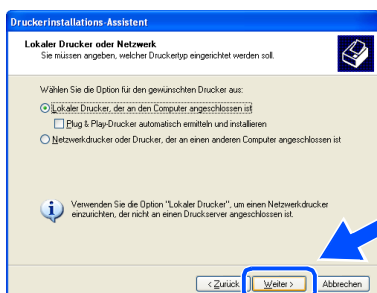 Druckerinstallations-Assistent
Lokaler Drucker oder Netzwerk
Sie müssen angeben, welcher Druckertyp eingerichtet werden soll.
Wählen Sie die Option für den gewünschten Drucker aus:
Lokaler Drucker, der an den Computer angeschlossen ist
Plug & Play-Drucker automatisch ermitteln und installieren
Netzwerkdrucker oder Drucker, der an einen anderen Computer angeschlossen ist
Verwenden Sie die Option "Lokaler Drucker", um einen Netzwerkdrucker
einzurichten, der nicht an einen Druckserver angeschlossen ist.
< Zurück Weiter > Abbrechen